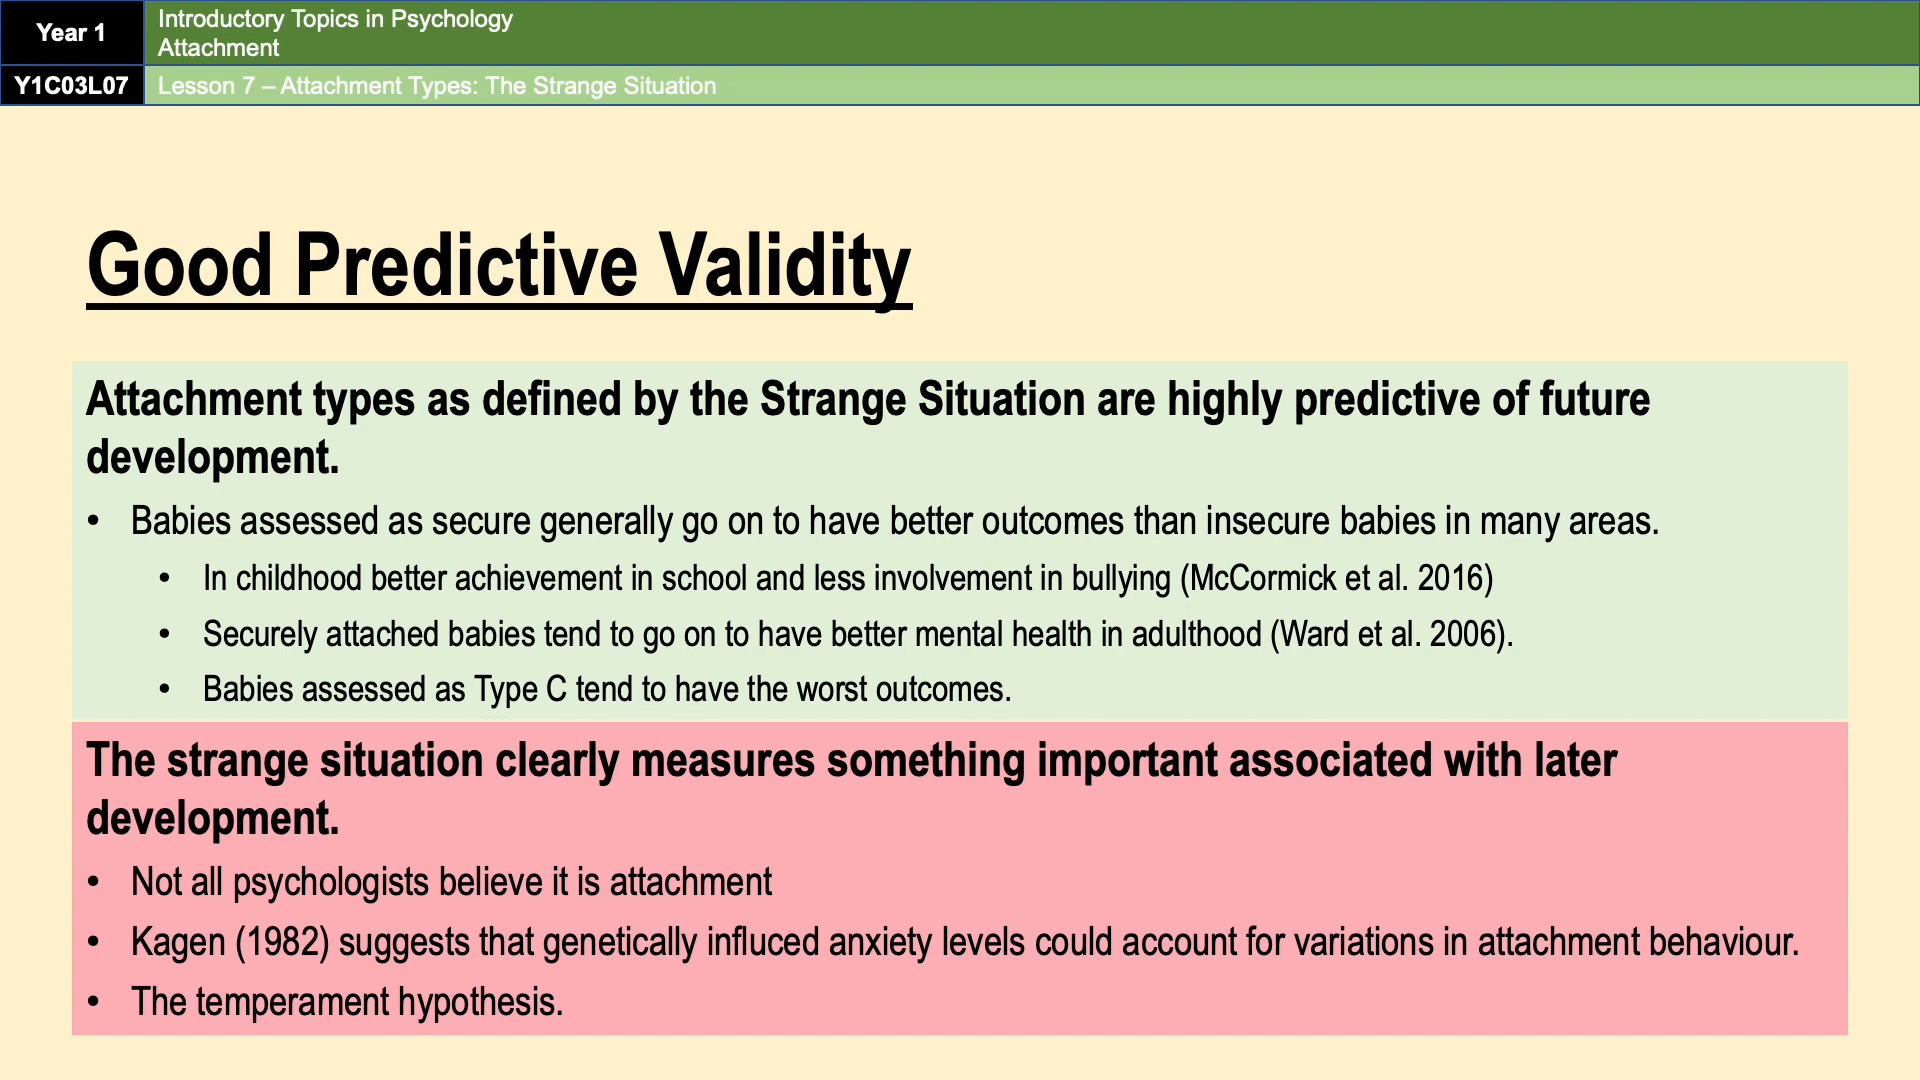 Year 1
Introductory Topics in Psychology
Attachment
Y1C03L07
Lesson 7 – Attachment Types: The Strange Situation
Good Predictive Validity
Attachment types as defined by the Strange Situation are highly predictive of future
development.
• Babies assessed as secure generally go on to have better outcomes than insecure babies in many areas.
• In childhood better achievement in school and less involvement in bullying (McCormick et al. 2016)
• Securely attached babies tend to go on to have better mental health in adulthood (Ward et al. 2006).
• Babies assessed as Type C tend to have the worst outcomes.
The strange situation clearly measures something important associated with later
development.
• Not all psychologists believe it is attachment
• Kagen (1982) suggests that genetically influced anxiety levels could account for variations in attachment behaviour.
• The temperament hypothesis.